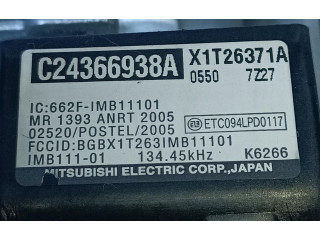 C24366938A X1T26371A
0550 7Z27
IC:662F-IMB11101
MR 1393 ANRT 2005
02520/POSTEL/2005 ETC094LPD0117
FCCID:BGBX1T263IMB11101
IMB111-01 134.45kHz K6266
MITSUBISHI ELECTRIC CORP.,JAPAN